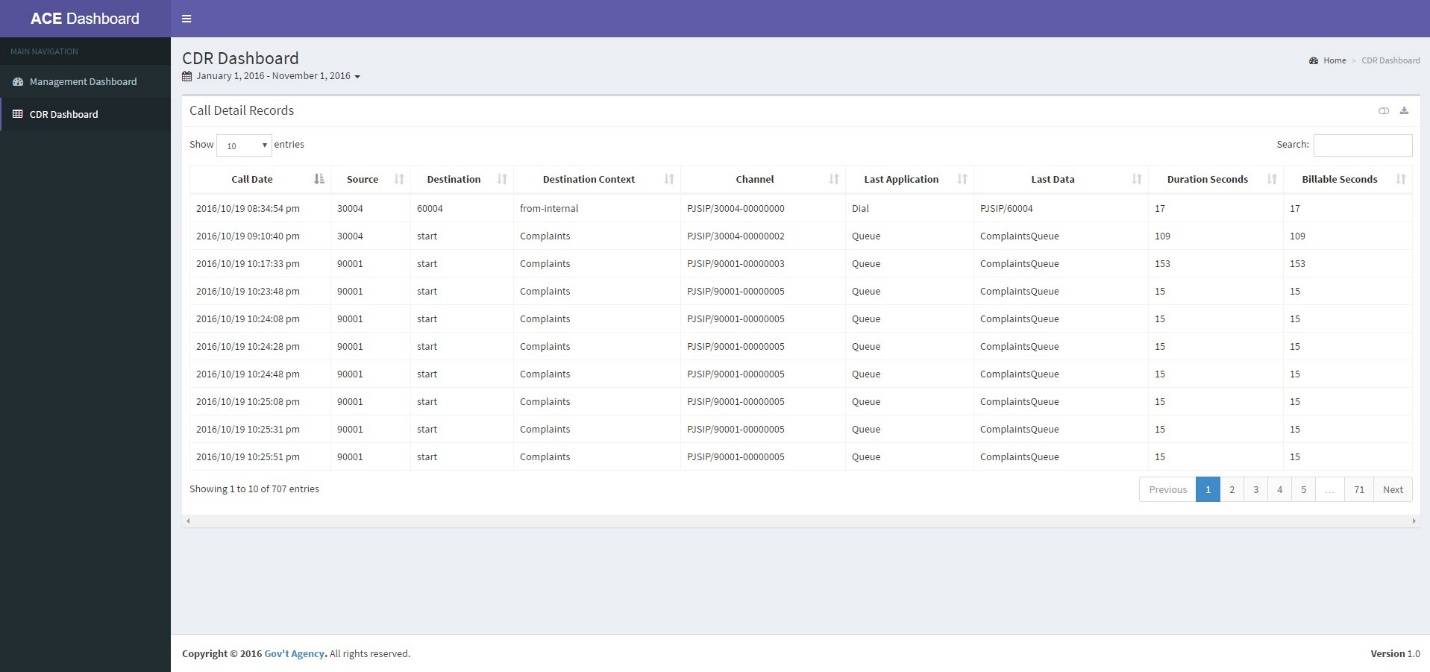 ACE Dashboard
MAIN NAVIGATION
Management Dashboard
CDR Dashboard
CDR Dashboard
January 1, 2016 - November 1, 2016
Home > CDR Dashboard
Call Detail Records
Show 10 entries
Search:
Call Date Source Destination Destination Context Channel Last Application Last Data Duration Seconds Billable Seconds
2016/10/19 08:34:54 pm 30004 60004 from-internal PJSIP/30004-00000000 Dial PJSIP/60004 17 17
2016/10/19 09:10:40 pm 30004 start Complaints PJSIP/30004-00000002 Queue ComplaintsQueue 109 109
2016/10/19 10:17:33 pm 90001 start Complaints PJSIP/90001-00000003 Queue ComplaintsQueue 153 153
2016/10/19 10:23:48 pm 90001 start Complaints PJSIP/90001-00000005 Queue ComplaintsQueue 15 15
2016/10/19 10:24:08 pm 90001 start Complaints PJSIP/90001-00000005 Queue ComplaintsQueue 15 15
2016/10/19 10:24:28 pm 90001 start Complaints PJSIP/90001-00000005 Queue ComplaintsQueue 15 15
2016/10/19 10:24:48 pm 90001 start Complaints PJSIP/90001-00000005 Queue ComplaintsQueue 15 15
2016/10/19 10:25:08 pm 90001 start Complaints PJSIP/90001-00000005 Queue ComplaintsQueue 15 15
2016/10/19 10:25:31 pm 90001 start Complaints PJSIP/90001-00000005 Queue ComplaintsQueue 15 15
2016/10/19 10:25:51 pm 90001 start Complaints PJSIP/90001-00000005 Queue ComplaintsQueue 15 15
Showing 1 to 10 of 707 entries
Previous 1 2 3 4 5 … 71 Next
Copyright © 2016 Gov't Agency. All rights reserved.
Version 1.0